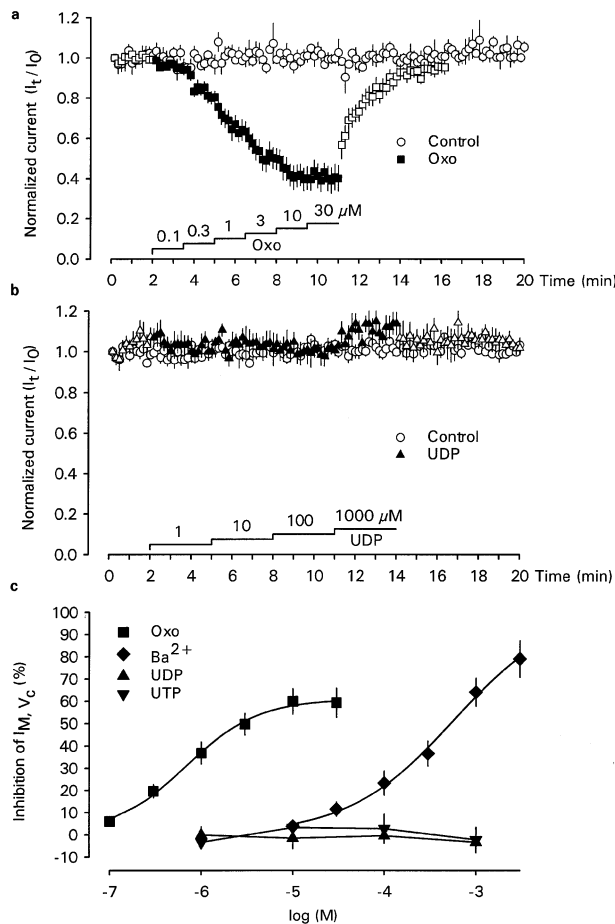 a
Normalized current (It / I0)
1.2
1.0
0.8
0.6
0.4
0.2
0.0
Control
Oxo
0.1 0.3 1 3 10 30 µM
Oxo
0 2 4 6 8 10 12 14 16 18 20 Time (min)
b
Normalized current (It / I0)
1.2
1.0
0.8
0.6
0.4
0.2
0.0
Control
UDP
1 10 100 1000 µM
UDP
0 2 4 6 8 10 12 14 16 18 20 Time (min)
c
Inhibition of IM, Vc (%)
100
90
80
70
60
50
40
30
20
10
0
-10
Oxo
Ba2+
UDP
UTP
-7 -6 -5 -4 -3
log (M)